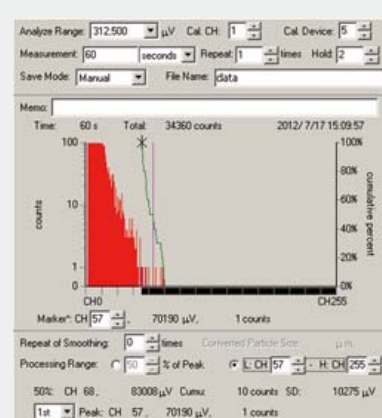 Analyze Range: 312.500 µV Cal. CH: 1 Cal. Device: 5
Measurement: 60 seconds Repeat: 1 times Hold: 2
Save Mode: Manual File Name: data
Memo:
Time: 60 s Total: 34360 counts 2012/ 7/17 15:09:57
100 100%
80%
10 60%
counts cumulative percent
40%
1 20%
0 0%
CH0 CH255
Marker*: CH 57 , 70190 µV, 1 counts
Repeat of Smoothing: 0 times Converted Particle Size µm.
Processing Range: 50 % of Peak L: CH 57 - H: CH 255
50%: CH 68, 83008 µV Cumu: 10 counts SD: 10275 µV
1st Peak: CH 57, 70190 µV, 1 counts